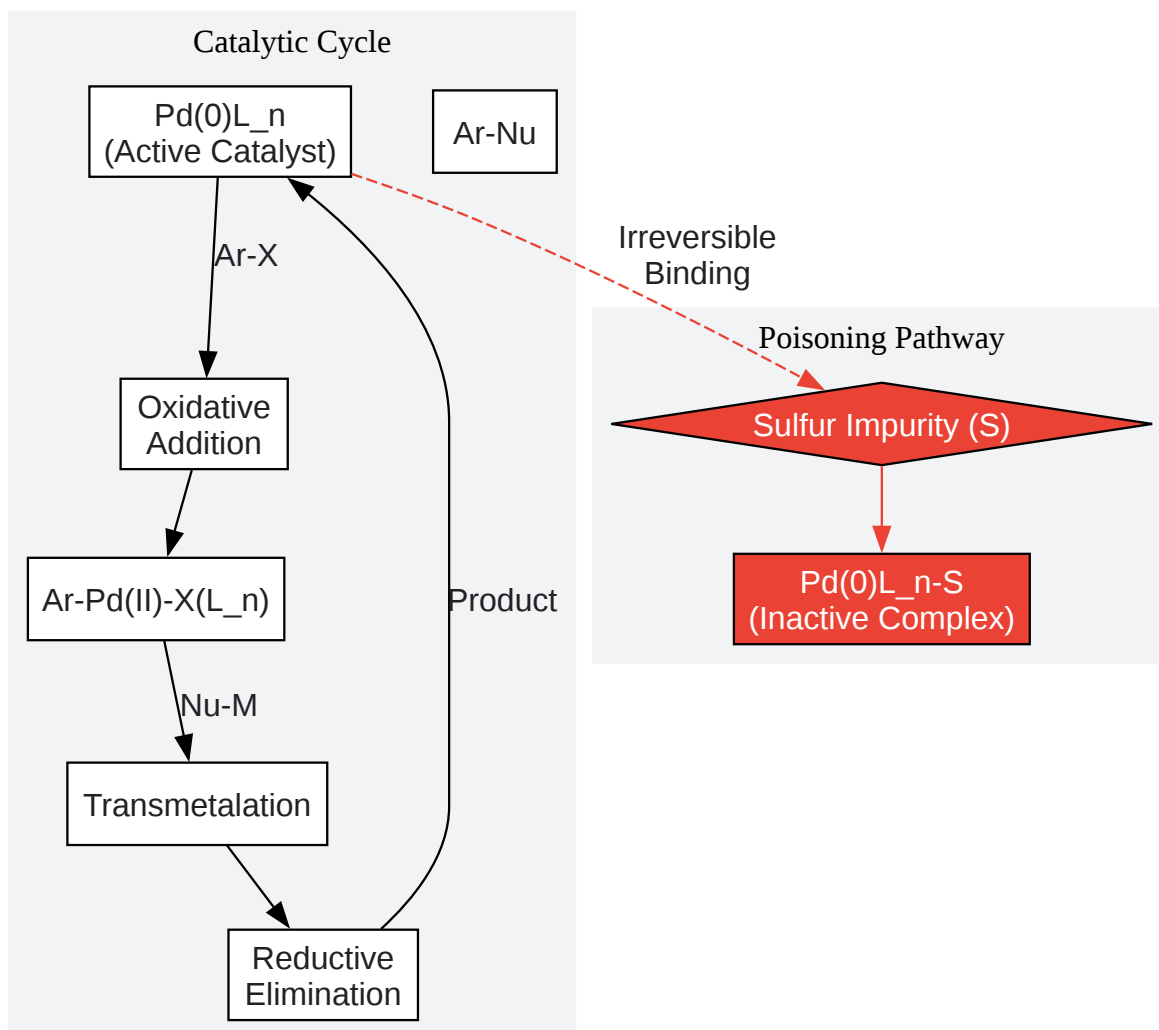 Catalytic Cycle
Pd(0)L_n
(Active Catalyst)
Ar-Nu
Ar-X
Irreversible
Binding
Poisoning Pathway
Oxidative
Addition
Sulfur Impurity (S)
Ar-Pd(II)-X(L_n)
Product
Pd(0)L_n-S
(Inactive Complex)
Nu-M
Transmetalation
Reductive
Elimination